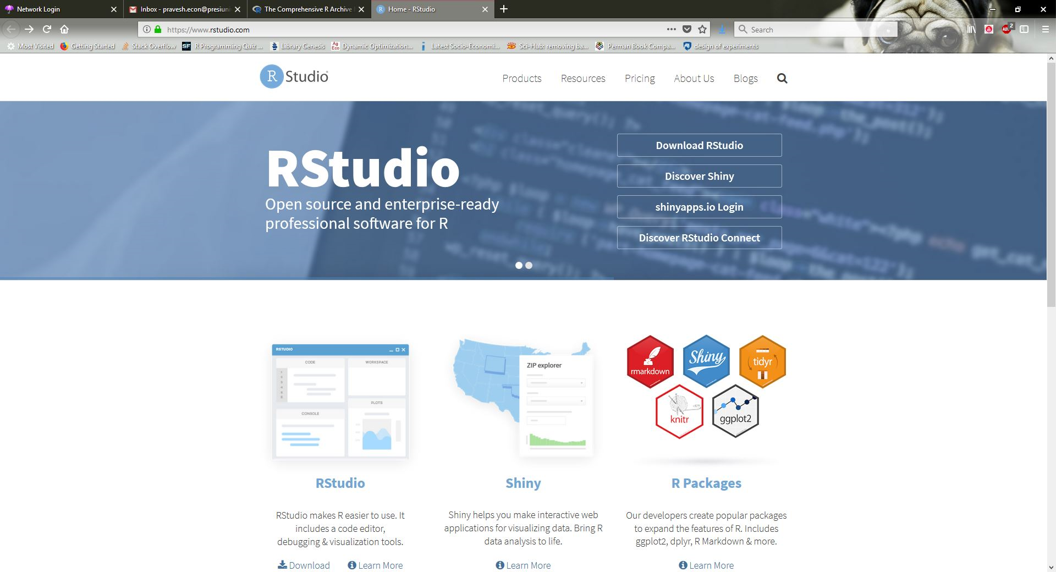 Network Login
Inbox - pravesh.econ@presiun
The Comprehensive R Archive
Home - RStudio
https://www.rstudio.com
Search
2
Most Visited
Getting Started
Stack Overflow
R Programming Quiz ...
Library Genesis
Dynamic Optimization...
Latest Socio-Economi...
Sci-Hub: removing ba...
Penman Book Compa...
design of experiments
R Studio
Products
Resources
Pricing
About Us
Blogs
RStudio
Open source and enterprise-ready
professional software for R
Download RStudio
Discover Shiny
shinyapps.io Login
Discover RStudio Connect
RSTUDIO
CODE
WORKSPACE
CONSOLE
PLOTS
ZIP explorer
rmarkdown
Shiny
tidyr
knitr
ggplot2
RStudio
RStudio makes R easier to use. It
includes a code editor,
debugging & visualization tools.
Download
Learn More
Shiny
Shiny helps you make interactive web
applications for visualizing data. Bring R
data analysis to life.
Learn More
R Packages
Our developers create popular packages
to expand the features of R. Includes
ggplot2, dplyr, R Markdown & more.
Learn More